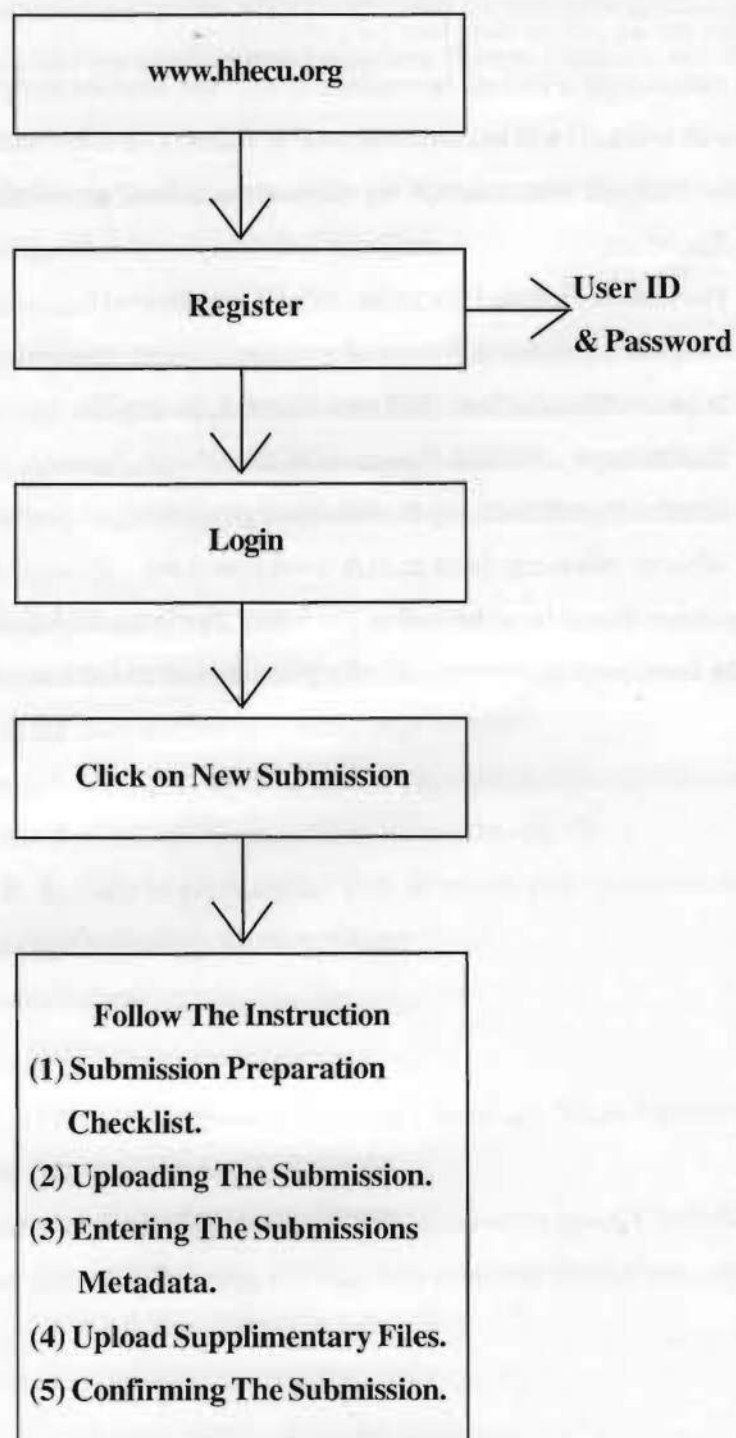 www.hhecu.org
Register
User ID
& Password
Login
Click on New Submission
Follow The Instruction
(1) Submission Preparation
Checklist.
(2) Uploading The Submission.
(3) Entering The Submissions
Metadata.
(4) Upload Supplimentary Files.
(5) Confirming The Submission.